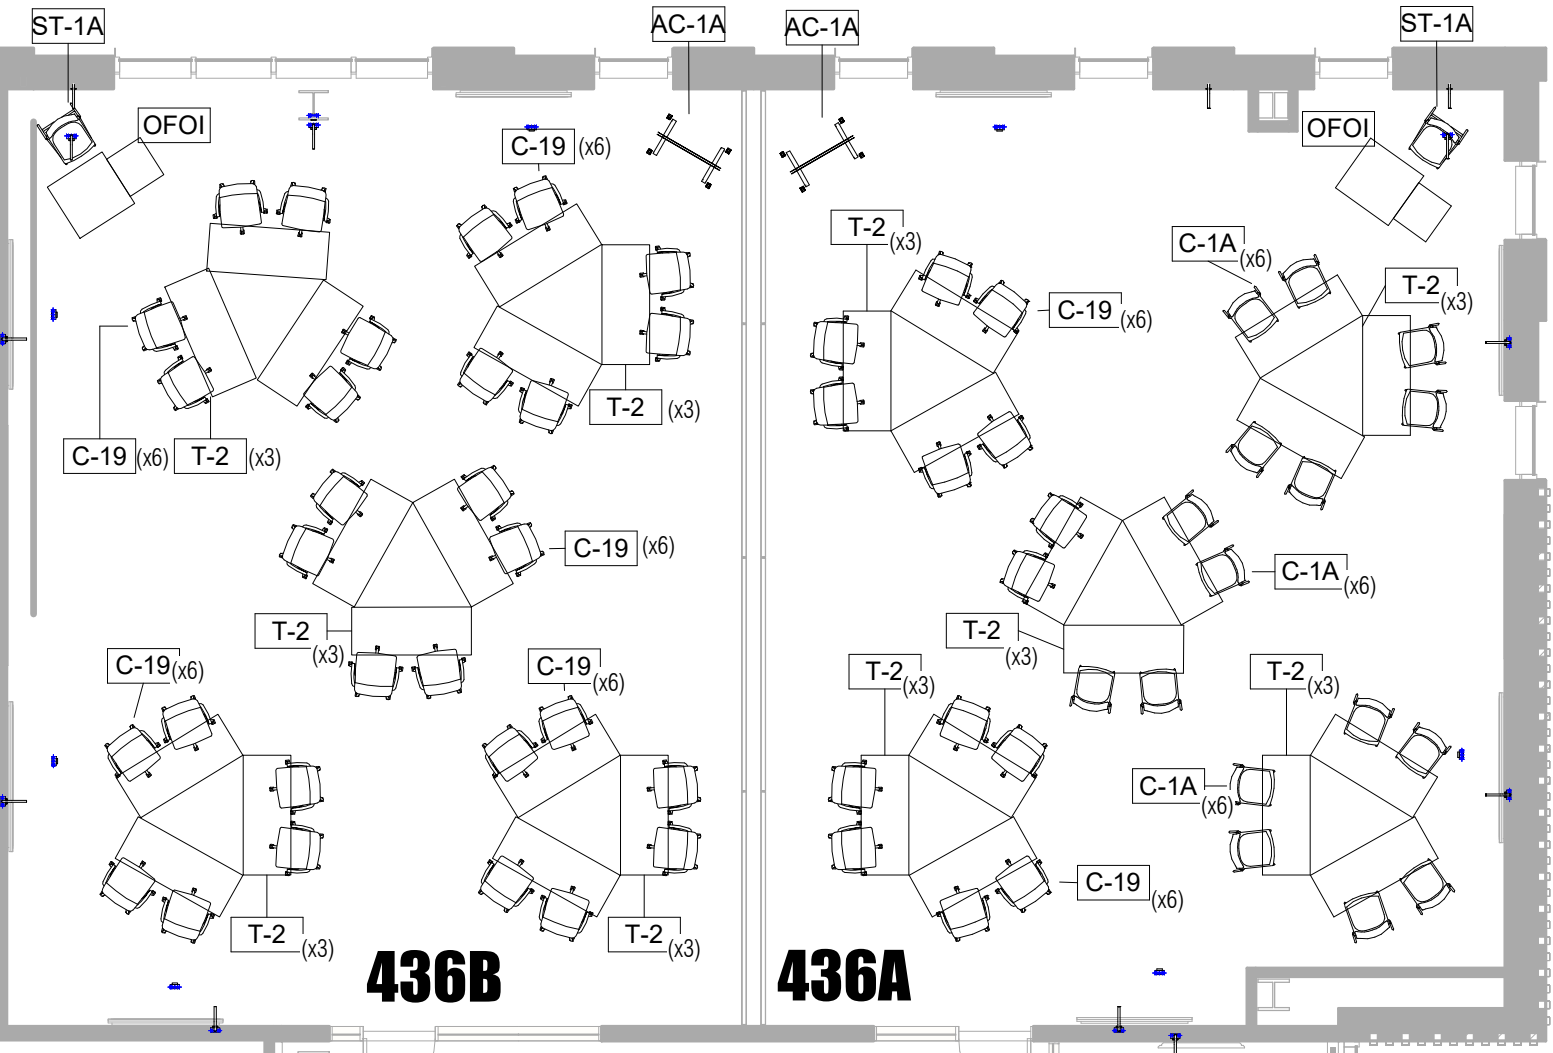 ST-1A
AC-1A
AC-1A
ST-1A
OFOI
C-19 (x6)
OFOI
T-2 (x3)
C-1A (x6)
T-2 (x3)
C-19 (x6)
T-2 (x3)
C-19 (x6)
T-2 (x3)
C-19 (x6)
C-1A (x6)
T-2 (x3)
T-2 (x3)
C-19 (x6)
C-19 (x6)
T-2 (x3)
T-2 (x3)
C-1A (x6)
C-19 (x6)
T-2 (x3)
T-2 (x3)
436B
436A